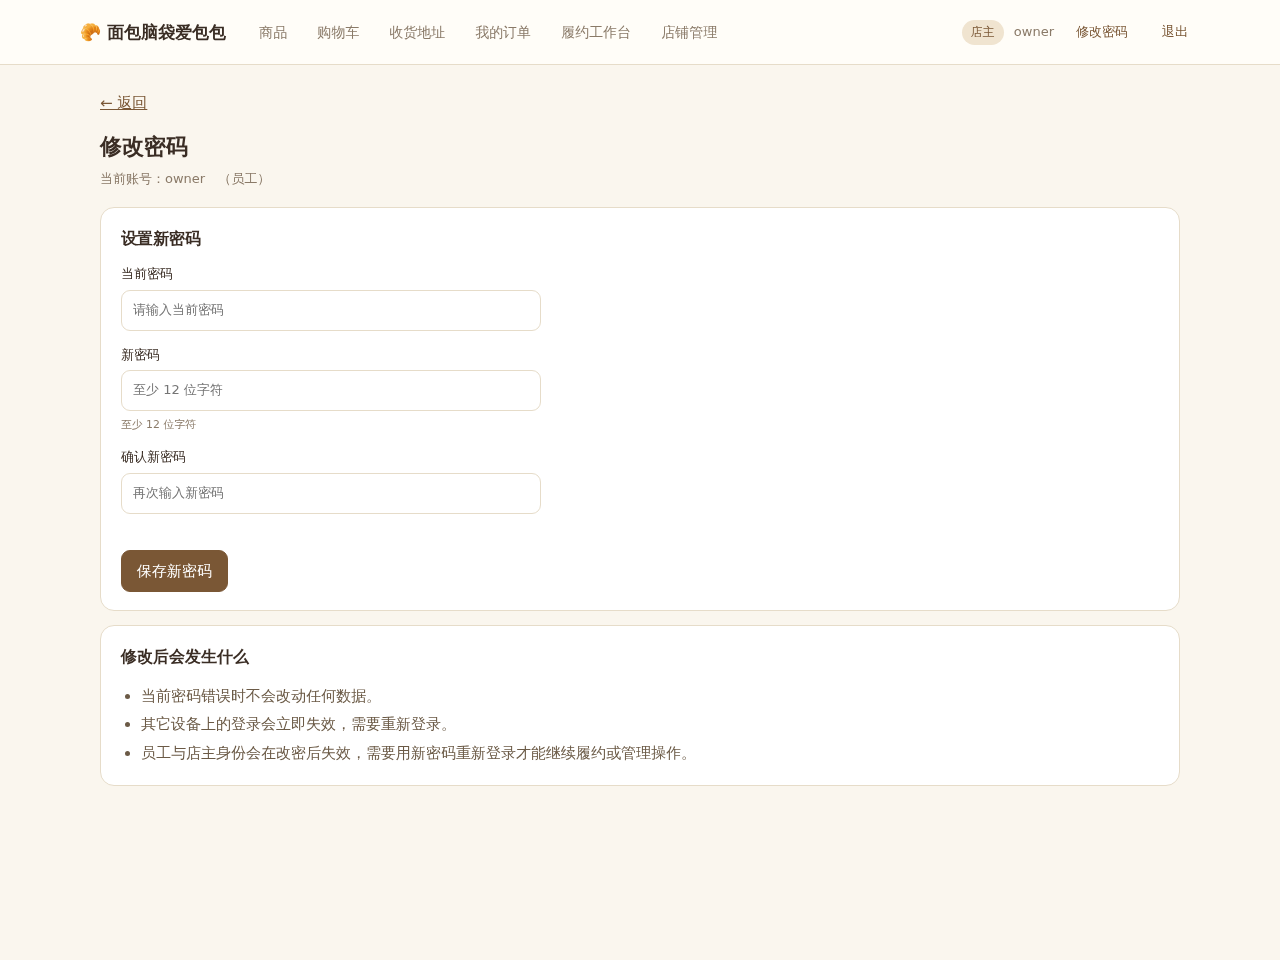 🥐 面包脑袋爱包包 商品 购物车 收货地址 我的订单 履约工作台 店铺管理 店主 owner 修改密码 退出
← 返回
修改密码
当前账号：owner （员工）
设置新密码
当前密码
请输入当前密码
新密码
至少 12 位字符
至少 12 位字符
确认新密码
再次输入新密码
保存新密码
修改后会发生什么
• 当前密码错误时不会改动任何数据。
• 其它设备上的登录会立即失效，需要重新登录。
• 员工与店主身份会在改密后失效，需要用新密码重新登录才能继续履约或管理操作。